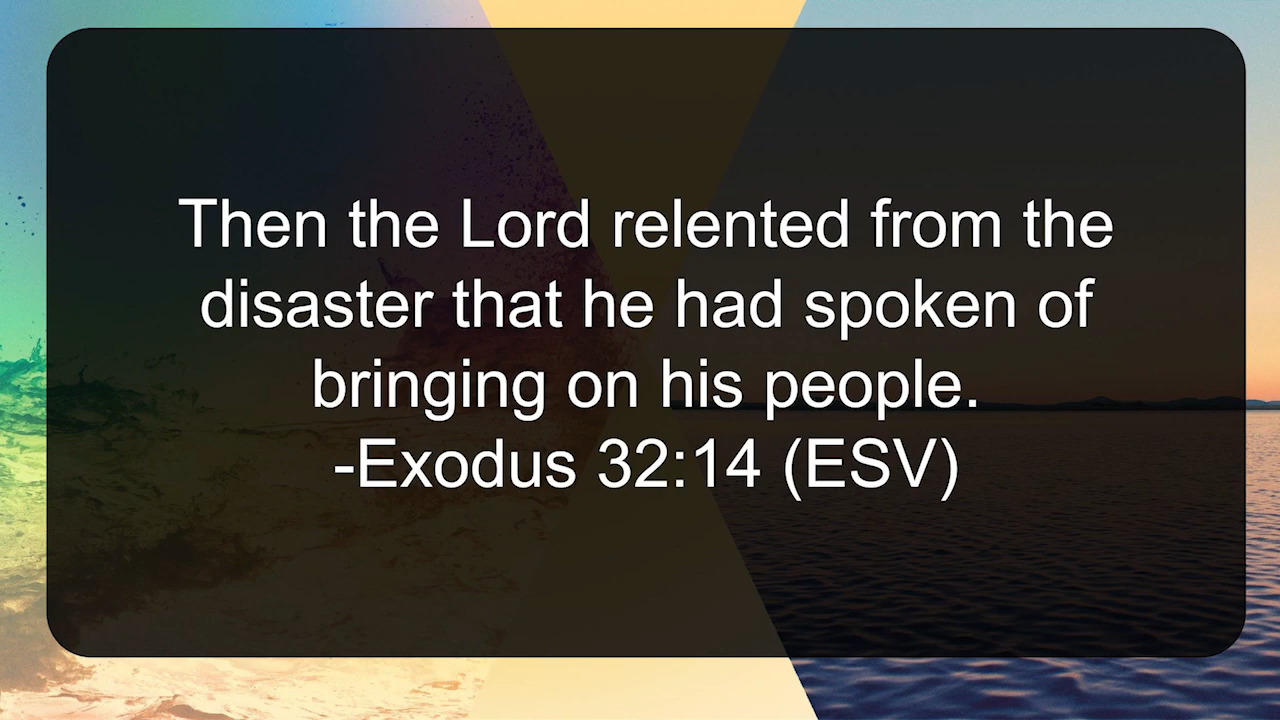 Then the Lord relented from the
disaster that he had spoken of
bringing on his people.
-Exodus 32:14 (ESV)